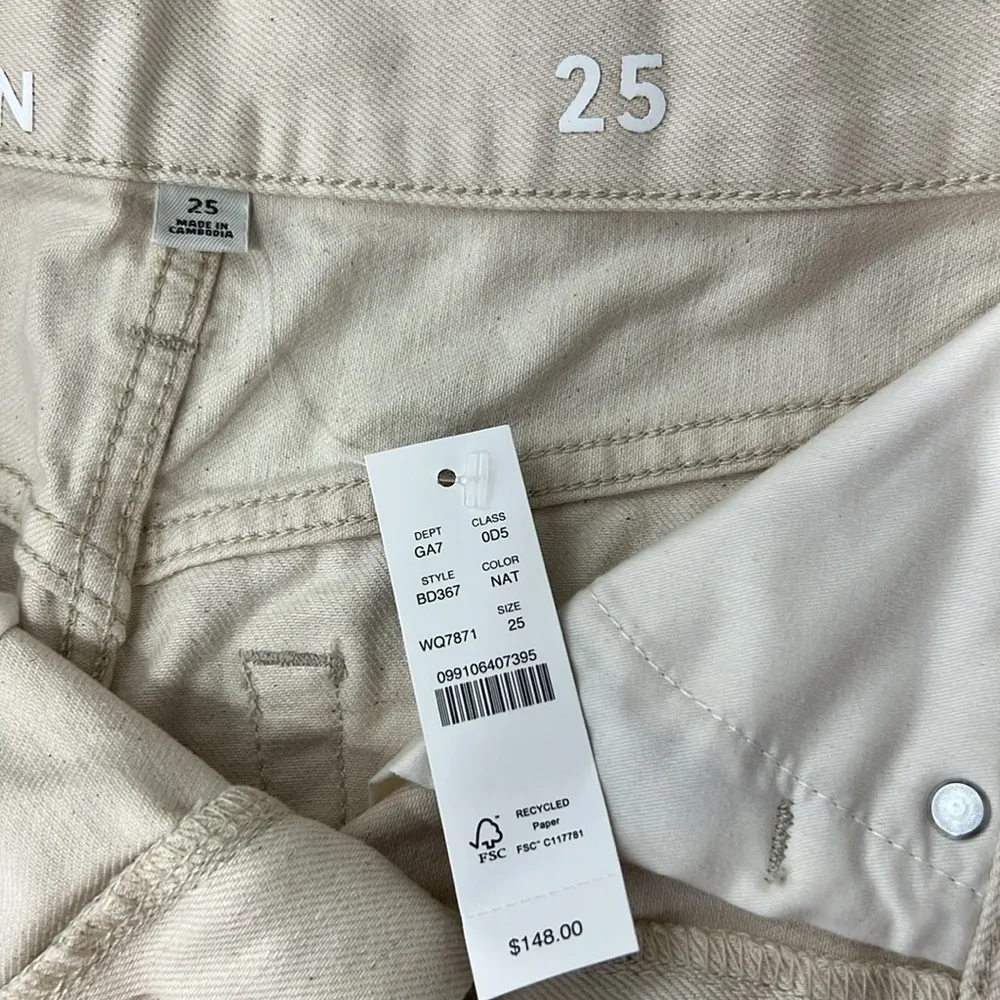 N 25
25
MADE IN
CAMBODIA
DEPT CLASS
GA7 0D5
STYLE COLOR
BD367 NAT
SIZE
WQ7871 25
099106407395
RECYCLED
Paper
FSC™ C117781
FSC
$148.00